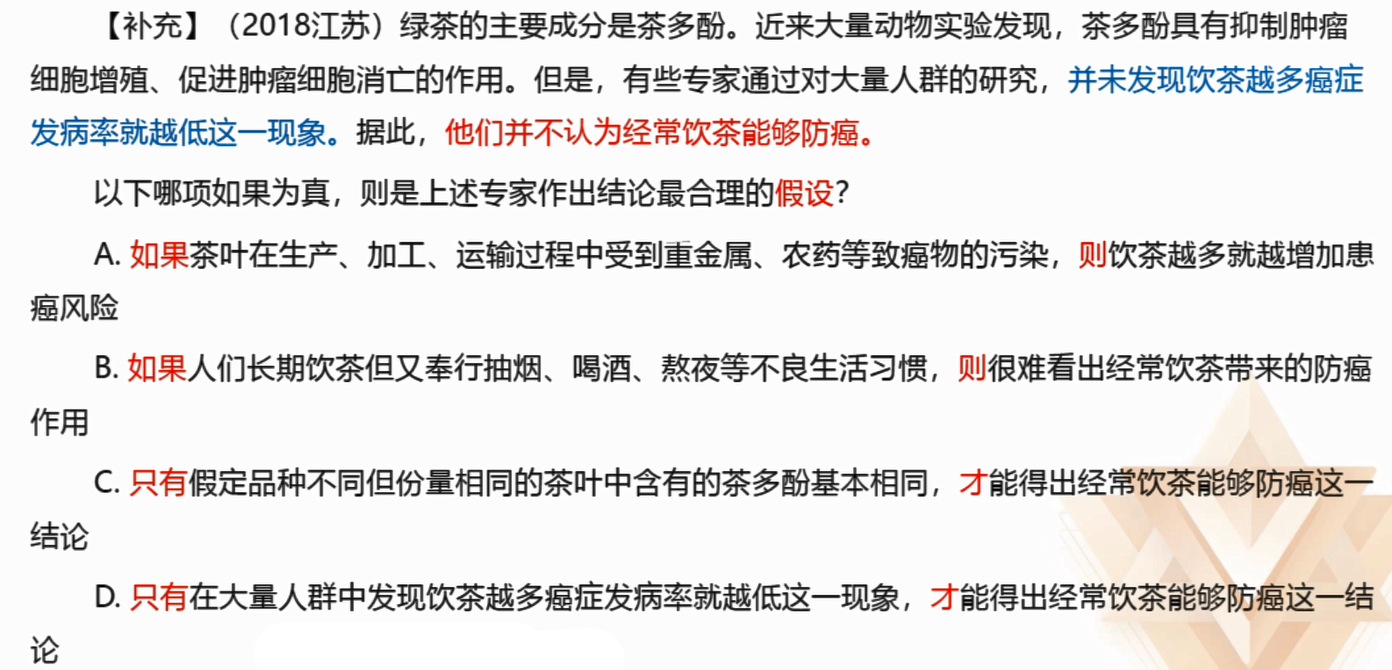 【补充】（2018江苏）绿茶的主要成分是茶多酚。近来大量动物实验发现，茶多酚具有抑制肿瘤
细胞增殖、促进肿瘤细胞消亡的作用。但是，有些专家通过对大量人群的研究，并未发现饮茶越多癌症
发病率就越低这一现象。据此，他们并不认为经常饮茶能够防癌。
以下哪项如果为真，则是上述专家作出结论最合理的假设？
A. 如果茶叶在生产、加工、运输过程中受到重金属、农药等致癌物的污染，则饮茶越多就越增加患
癌风险
B. 如果人们长期饮茶但又奉行抽烟、喝酒、熬夜等不良生活习惯，则很难看出经常饮茶带来的防癌
作用
C. 只有假定品种不同但份量相同的茶叶中含有的茶多酚基本相同，才能得出经常饮茶能够防癌这一
结论
D. 只有在大量人群中发现饮茶越多癌症发病率就越低这一现象，才能得出经常饮茶能够防癌这一结
论